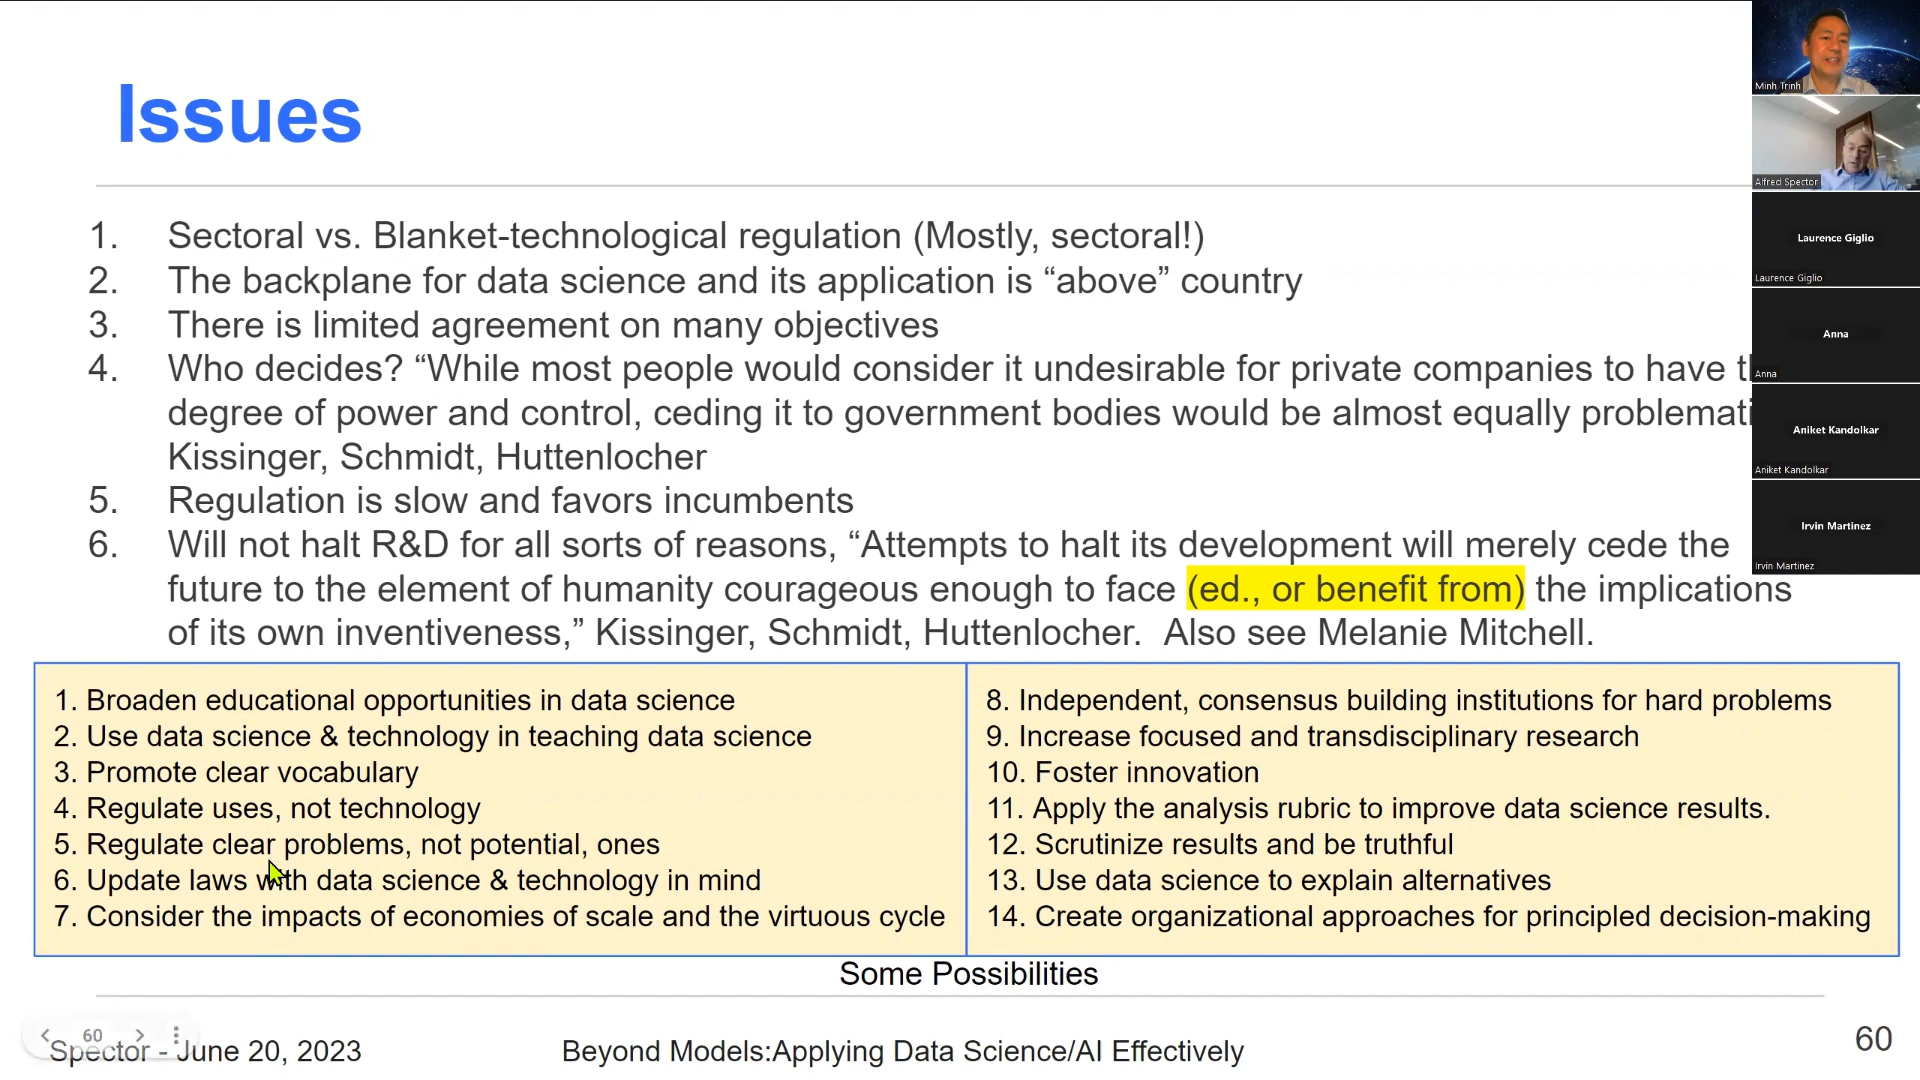 Issues
1. Sectoral vs. Blanket-technological regulation (Mostly, sectoral!)
2. The backplane for data science and its application is “above” country
3. There is limited agreement on many objectives
4. Who decides? “While most people would consider it undesirable for private companies to have
degree of power and control, ceding it to government bodies would be almost equally
Kissinger, Schmidt, Huttenlocher
5. Regulation is slow and favors incumbents
6. Will not halt R&D for all sorts of reasons, “Attempts to halt its development will merely cede the
future to the element of humanity courageous enough to face (ed., or benefit from) the implications
of its own inventiveness,” Kissinger, Schmidt, Huttenlocher. Also see Melanie Mitchell.
1. Broaden educational opportunities in data science
2. Use data science & technology in teaching data science
3. Promote clear vocabulary
4. Regulate uses, not technology
5. Regulate clear problems, not potential, ones
6. Update laws with data science & technology in mind
7. Consider the impacts of economies of scale and the virtuous cycle
8. Independent, consensus building institutions for hard problems
9. Increase focused and transdisciplinary research
10. Foster innovation
11. Apply the analysis rubric to improve data science results.
12. Scrutinize results and be truthful
13. Use data science to explain alternatives
14. Create organizational approaches for principled decision-making
Some Possibilities
60
Spector - June 20, 2023
Beyond Models:Applying Data Science/AI Effectively
60
Minh Trinh
Alfred Spector
Laurence Giglio
Laurence Giglio
Anna
Anna
Aniket Kandolkar
Aniket Kandolkar
Irvin Martinez
Irvin Martinez